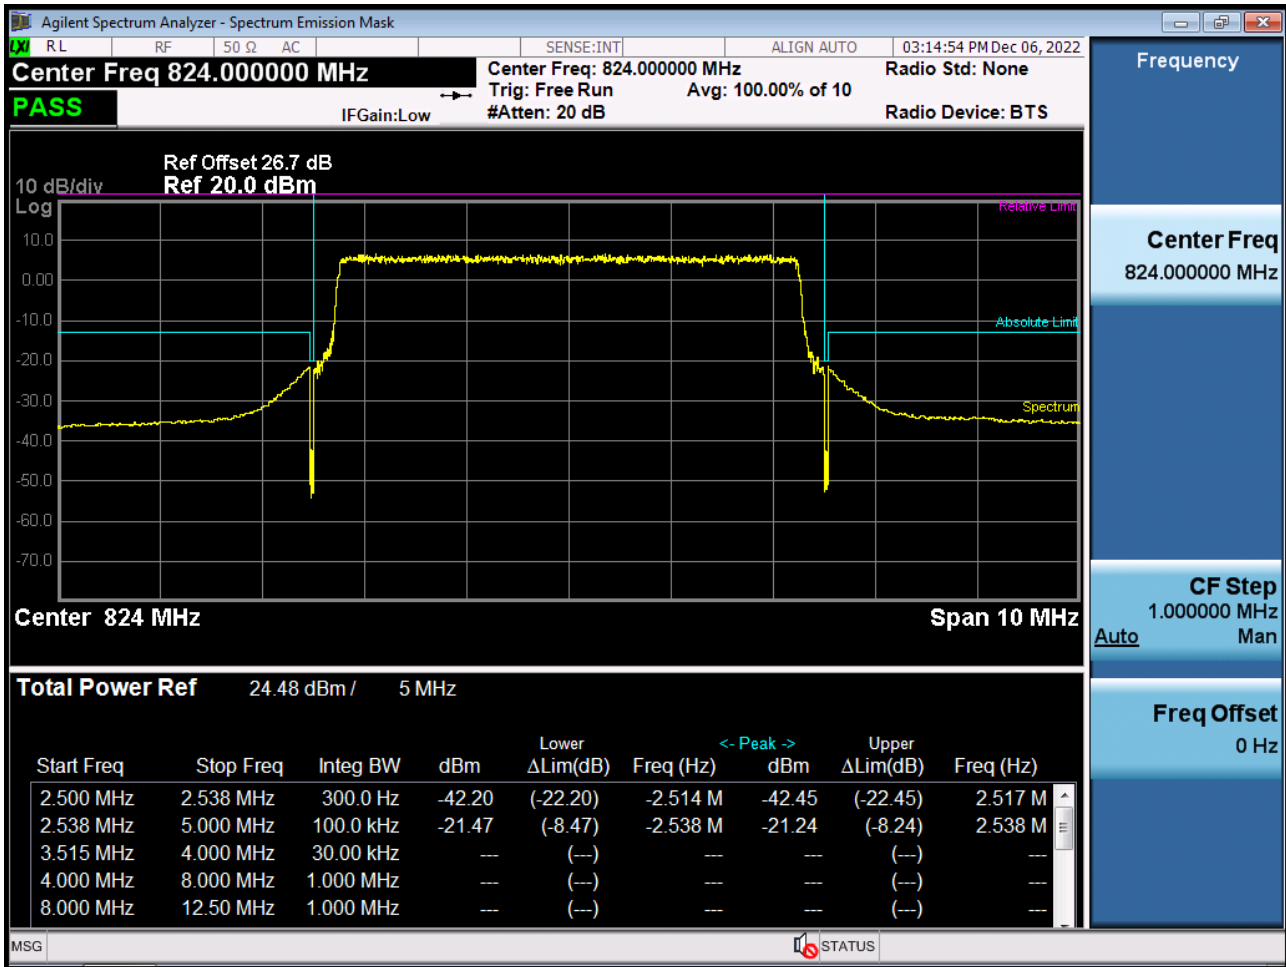 Agilent Spectrum Analyzer - Spectrum Emission Mask
LXI RL RF 50 Ω AC SENSE:INT ALIGN AUTO 03:14:54 PM Dec 06, 2022
Center Freq 824.000000 MHz
Center Freq: 824.000000 MHz Radio Std: None
Trig: Free Run Avg: 100.00% of 10
PASS IFGain:Low #Atten: 20 dB Radio Device: BTS
Ref Offset 26.7 dB
10 dB/div Ref 20.0 dBm
Log
Relative Limit
10.0
0.00
-10.0
Absolute Limit
-20.0
-30.0
Spectrum
-40.0
-50.0
-60.0
-70.0
Center 824 MHz Span 10 MHz
Total Power Ref 24.48 dBm / 5 MHz
Lower <- Peak -> Upper
Start Freq Stop Freq Integ BW dBm ΔLim(dB) Freq (Hz) dBm ΔLim(dB) Freq (Hz)
2.500 MHz 2.538 MHz 300.0 Hz -42.20 (-22.20) -2.514 M -42.45 (-22.45) 2.517 M
2.538 MHz 5.000 MHz 100.0 kHz -21.47 (-8.47) -2.538 M -21.24 (-8.24) 2.538 M
3.515 MHz 4.000 MHz 30.00 kHz --- (---) --- --- (---) ---
4.000 MHz 8.000 MHz 1.000 MHz --- (---) --- --- (---) ---
8.000 MHz 12.50 MHz 1.000 MHz --- (---) --- --- (---) ---
MSG STATUS
Frequency
Center Freq
824.000000 MHz
CF Step
1.000000 MHz
Auto Man
Freq Offset
0 Hz